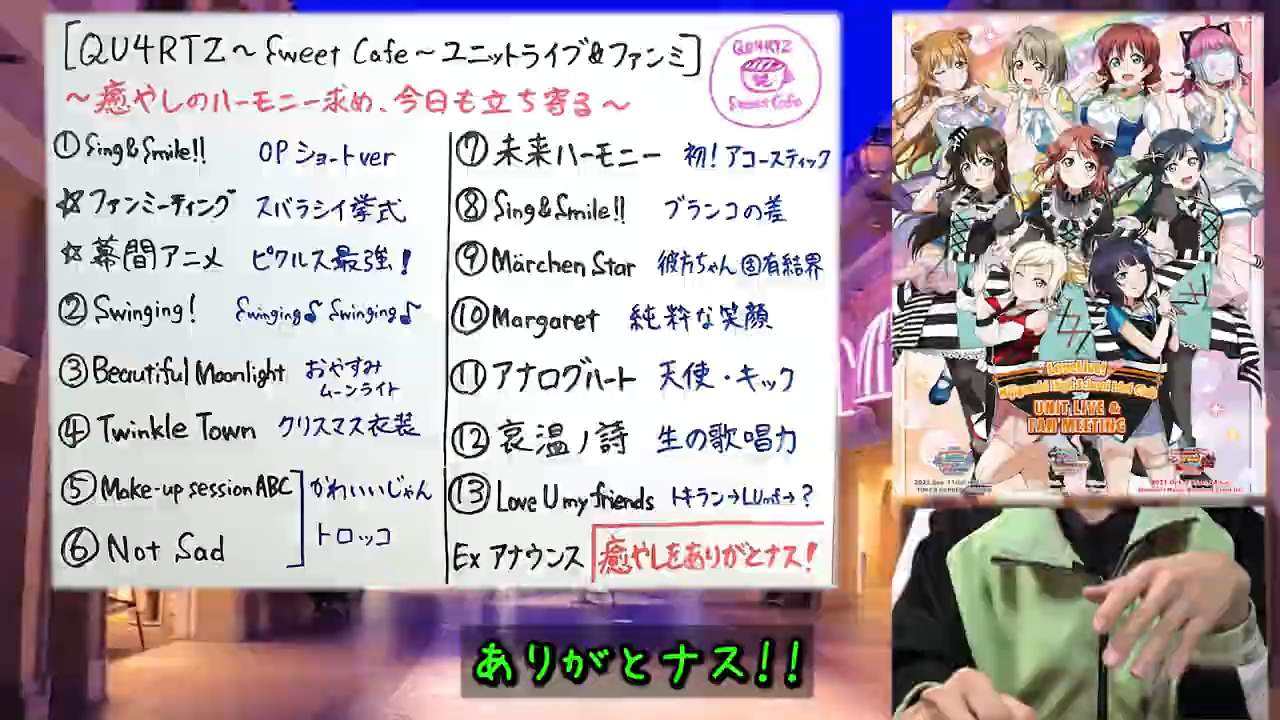 [QU4RTZ～Sweet Cafe～ユニットライブ&ファンミ]
～癒やしのハーモニー求め、今日も立ち寄る～
QU4RTZ
Sweet Cafe
①Sing&Smile!! OPショートver
☆ファンミーティング スバラシイ挙式
☆幕間アニメ ピクルス最強!
②Swinging! Swinging♪ Swinging♪
③Beautiful Moonlight おやすみ
ムーンライト
④Twinkle Town クリスマス衣装
⑤Make-up session ABC かわいいじゃん
⑥Not Sad トロッコ
⑦未来ハーモニー 初!アコースティック
⑧Sing&Smile!! ブランコの差
⑨Märchen Star 彼方ちゃん固有結界
⑩Margaret 純粋な笑顔
⑪アナログハート 天使・キック
⑫哀温ノ詩 生の歌唱力
⑬Love U my friends トキラン→LUmf→?
Ex アナウンス 癒やしをありがとナス!
LoveLive!
Nijigasaki High School Idol Club
UNIT LIVE &
FAN MEETING
ありがとナス!!